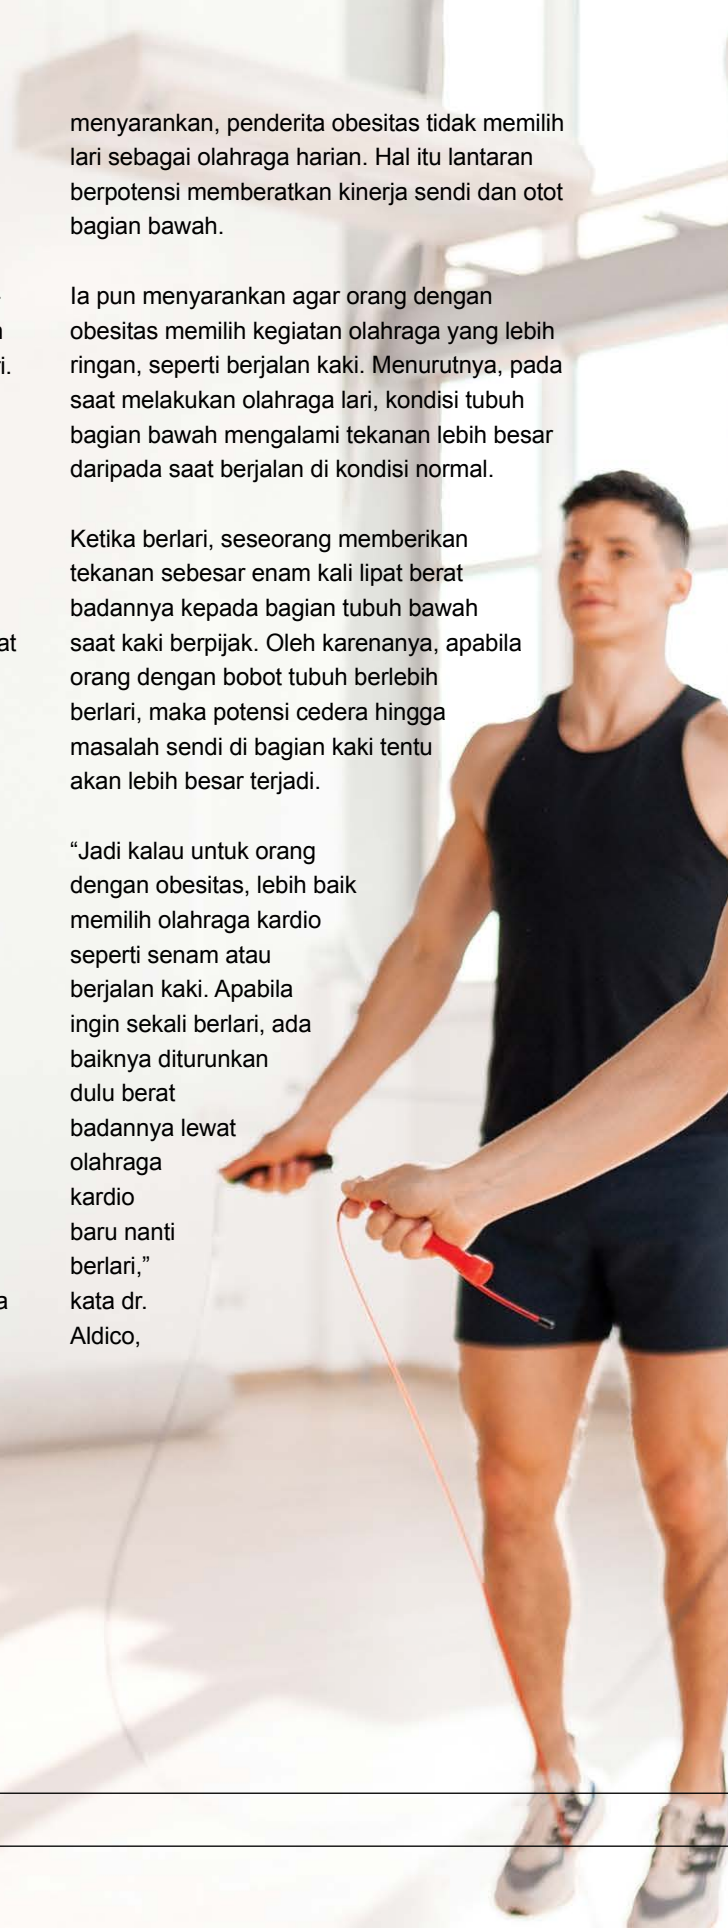 menyarankan, penderita obesitas tidak memilih
lari sebagai olahraga harian. Hal itu lantaran
berpotensi memberatkan kinerja sendi dan otot
bagian bawah.
Ia pun menyarankan agar orang dengan
obesitas memilih kegiatan olahraga yang lebih
ringan, seperti berjalan kaki. Menurutnya, pada
saat melakukan olahraga lari, kondisi tubuh
bagian bawah mengalami tekanan lebih besar
daripada saat berjalan di kondisi normal.
Ketika berlari, seseorang memberikan
tekanan sebesar enam kali lipat berat
badannya kepada bagian tubuh bawah
saat kaki berpijak. Oleh karenanya, apabila
orang dengan bobot tubuh berlebih
berlari, maka potensi cedera hingga
masalah sendi di bagian kaki tentu
akan lebih besar terjadi.
“Jadi kalau untuk orang
dengan obesitas, lebih baik
memilih olahraga kardio
seperti senam atau
berjalan kaki. Apabila
ingin sekali berlari, ada
baiknya diturunkan
dulu berat
badannya lewat
olahraga
kardio
baru nanti
berlari,”
kata dr.
Aldico,